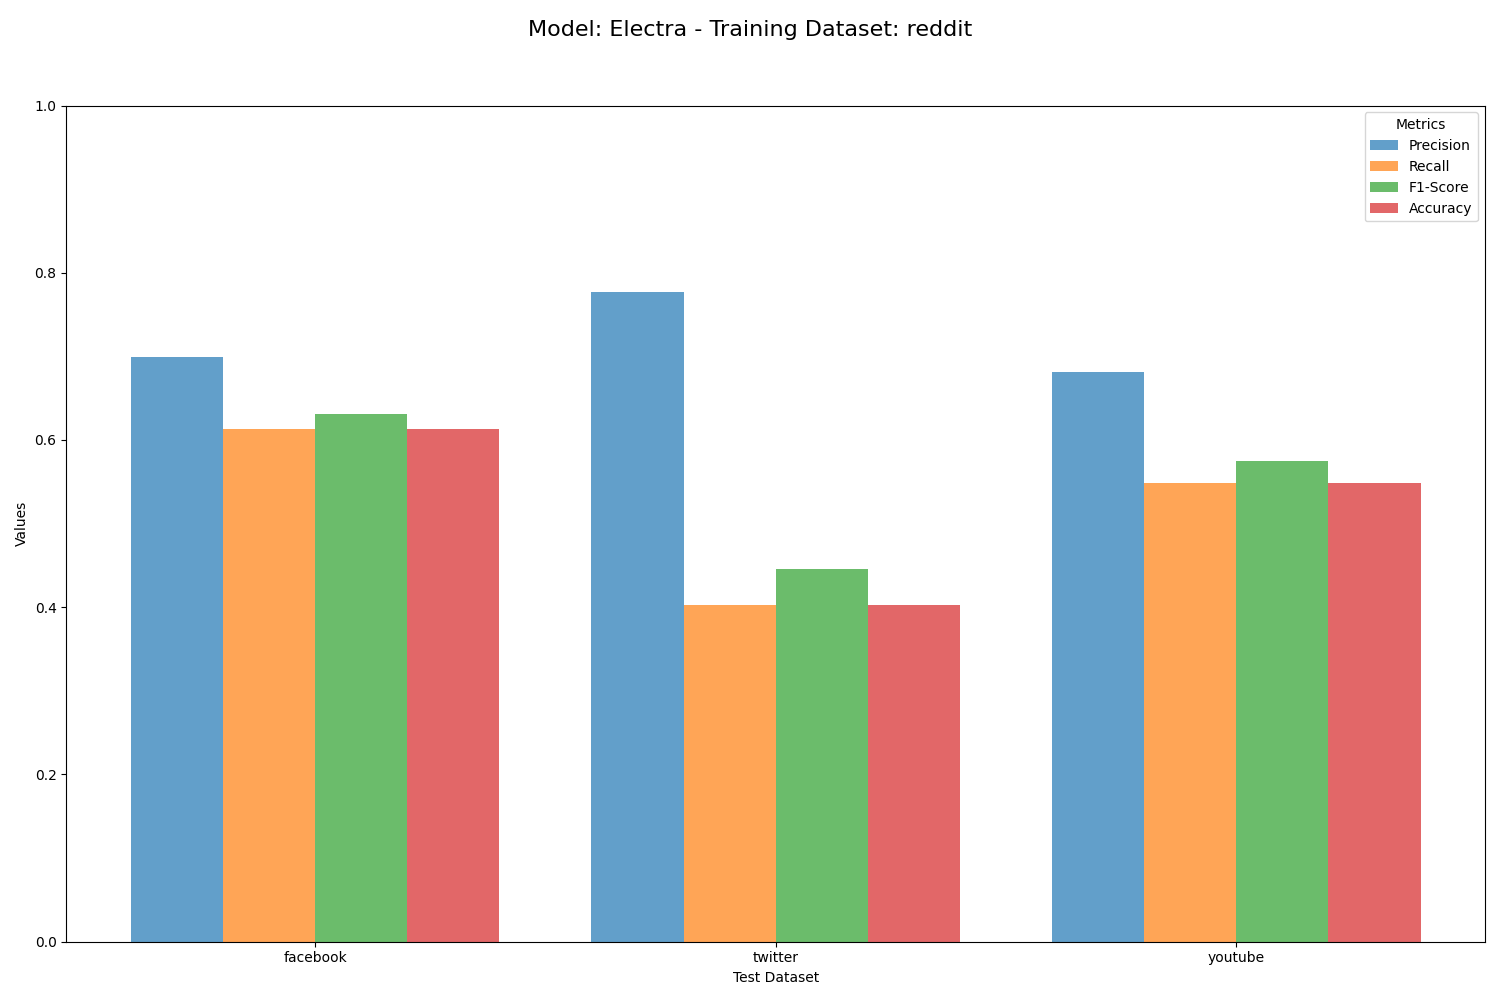 Model: Electra - Training Dataset: reddit
1.0
0.8
0.6
0.4
0.2
0.0
Values
Metrics
Precision
Recall
F1-Score
Accuracy
facebook
twitter
youtube
Test Dataset